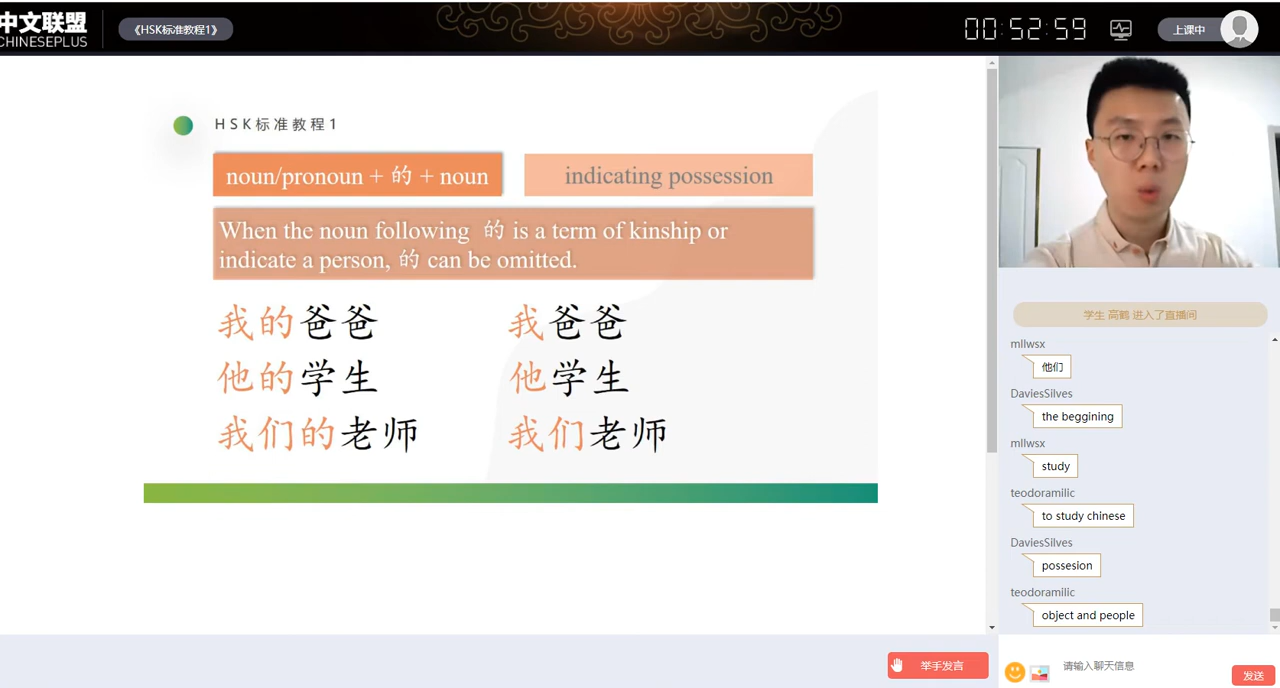 中文联盟
CHINESEPLUS
《HSK标准教程1》
00:52:59
上课中
HSK标准教程1
noun/pronoun + 的 + noun
indicating possession
When the noun following 的 is a term of kinship or
indicate a person, 的 can be omitted.
我的爸爸
我爸爸
他的学生
他学生
我们的老师
我们老师
学生 高鹤 进入了直播间
mllwsx
他们
DaviesSilves
the beggining
mllwsx
study
teodoramilic
to study chinese
DaviesSilves
possesion
teodoramilic
object and people
举手发言
请输入聊天信息
发送